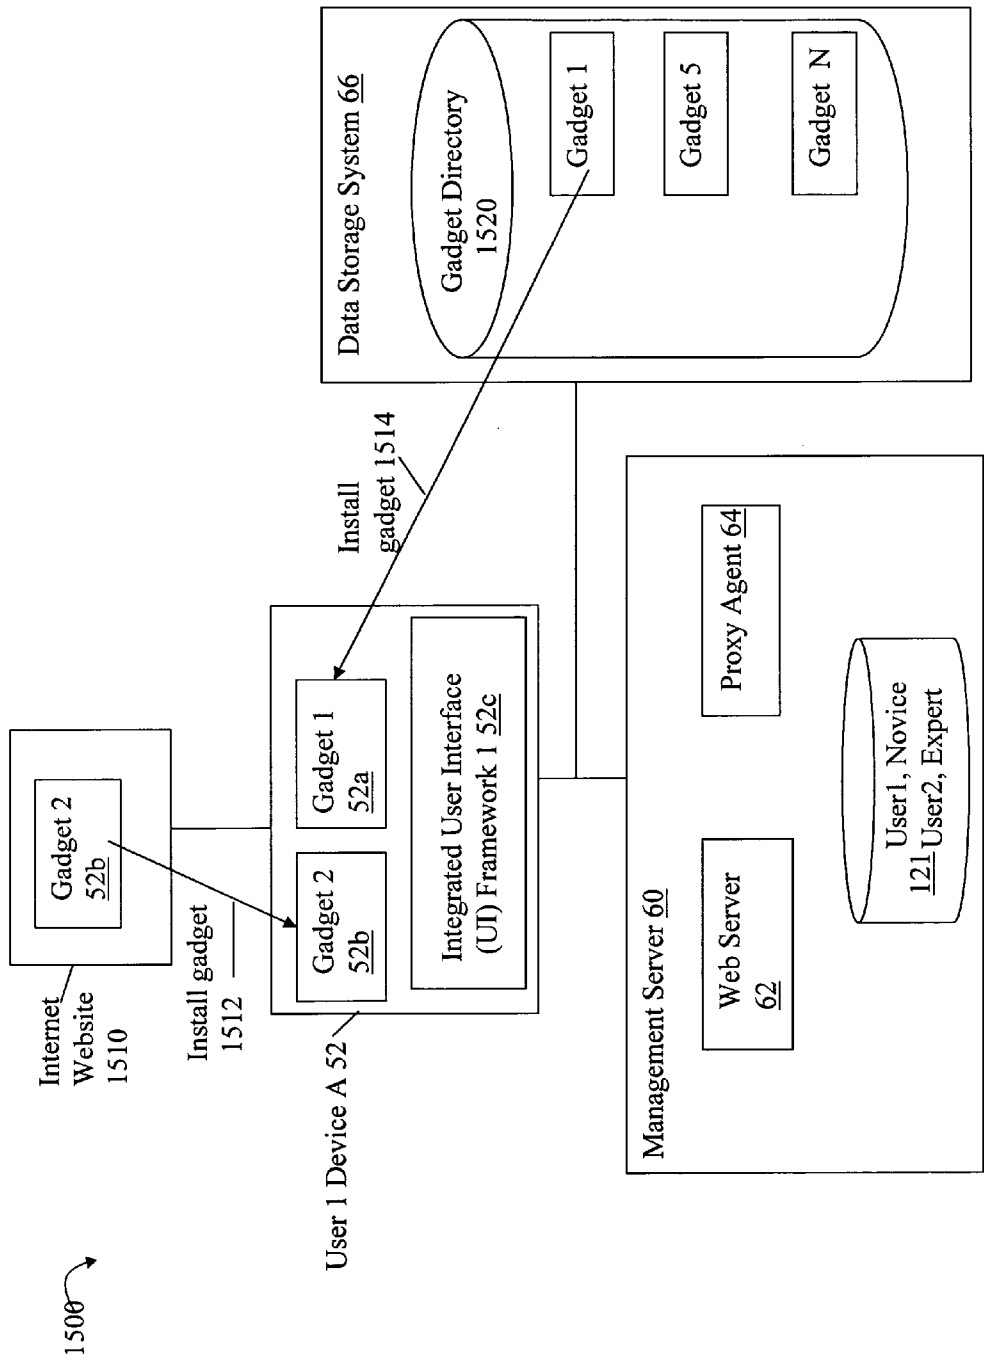 1500
Internet
Website
1510
Gadget 2
52b
Install gadget
1512
User 1 Device A 52
Gadget 2
52b
Gadget 1
52a
Integrated User Interface
(UI) Framework 1 52c
Install
gadget 1514
Data Storage System 66
Gadget Directory
1520
Gadget 1
Gadget 5
Gadget N
Management Server 60
Web Server
62
Proxy Agent 64
User1, Novice
121 User2, Expert